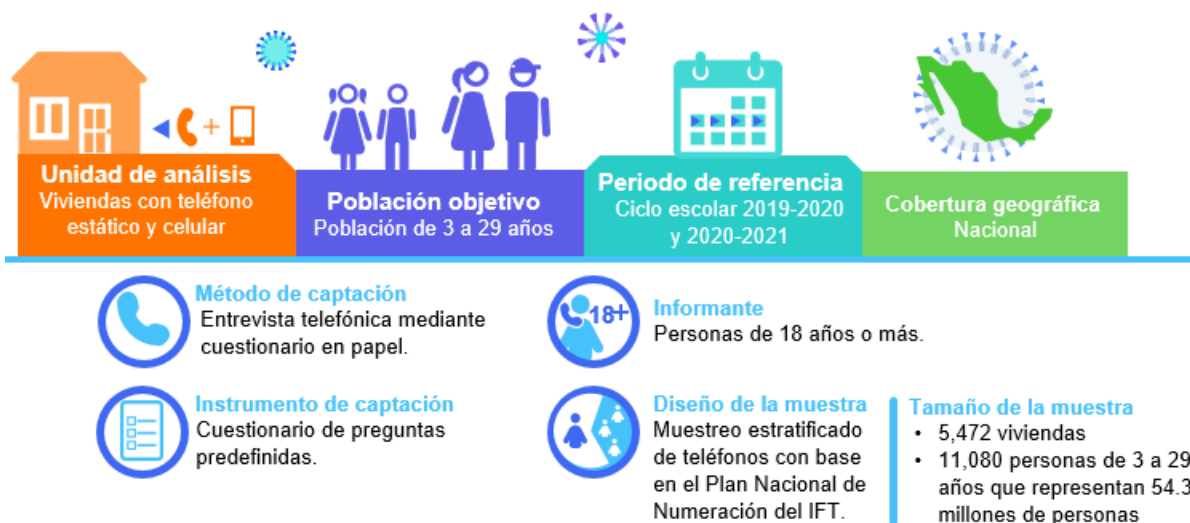 Unidad de análisis
Viviendas con teléfono
estático y celular
Población objetivo
Población de 3 a 29 años
Periodo de referencia
Ciclo escolar 2019-2020
y 2020-2021
Cobertura geográfica
Nacional
Método de captación
Entrevista telefónica mediante
cuestionario en papel.
18+
Informante
Personas de 18 años o más.
Instrumento de captación
Cuestionario de preguntas
predefinidas.
Diseño de la muestra
Muestreo estratificado
de teléfonos con base
en el Plan Nacional de
Numeración del IFT.
Tamaño de la muestra
• 5,472 viviendas
• 11,080 personas de 3 a 29
años que representan 54.3
millones de personas